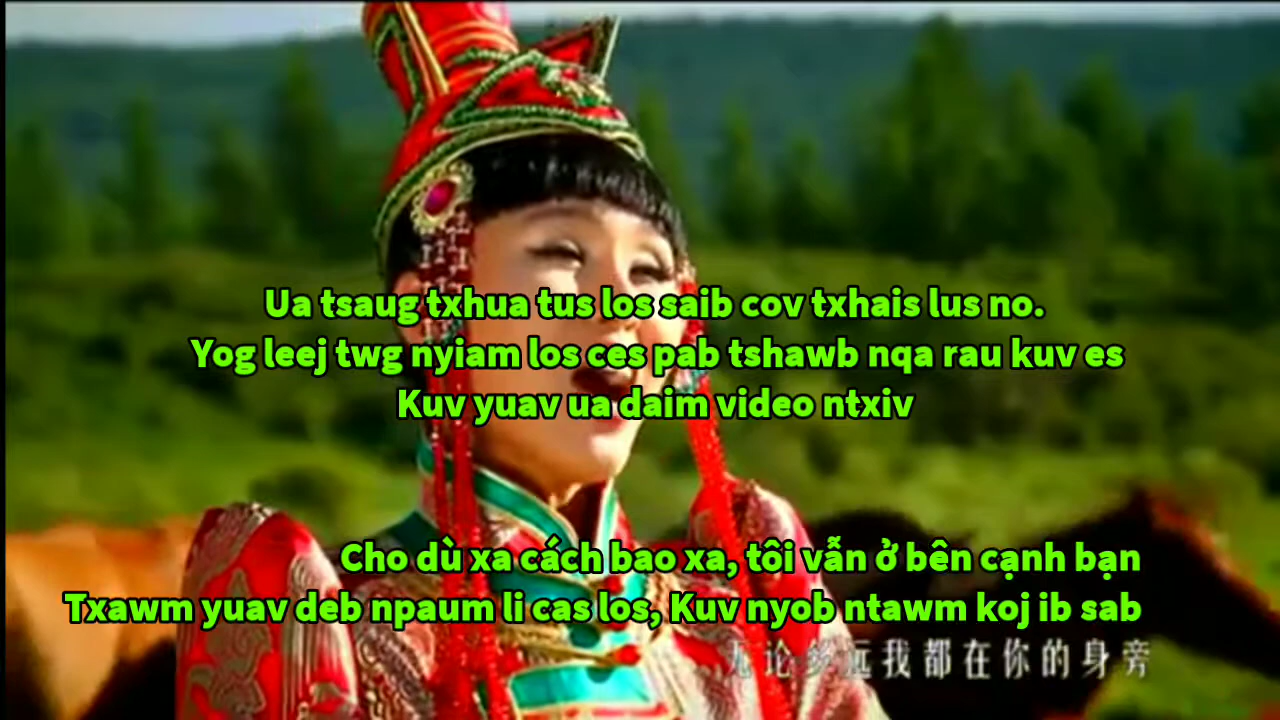 Ua tsaug txhua tus los saib cov txhais lus no.
Yog leej twg nyiam los ces pab tshawb nqa rau kuv es
Kuv yuav ua daim video ntxiv
Cho dù xa cách bao xa, tôi vẫn ở bên cạnh bạn
Txawm yuav deb npaum li cas los, Kuv nyob ntawm koj ib sab
无论多远我都在你的身旁